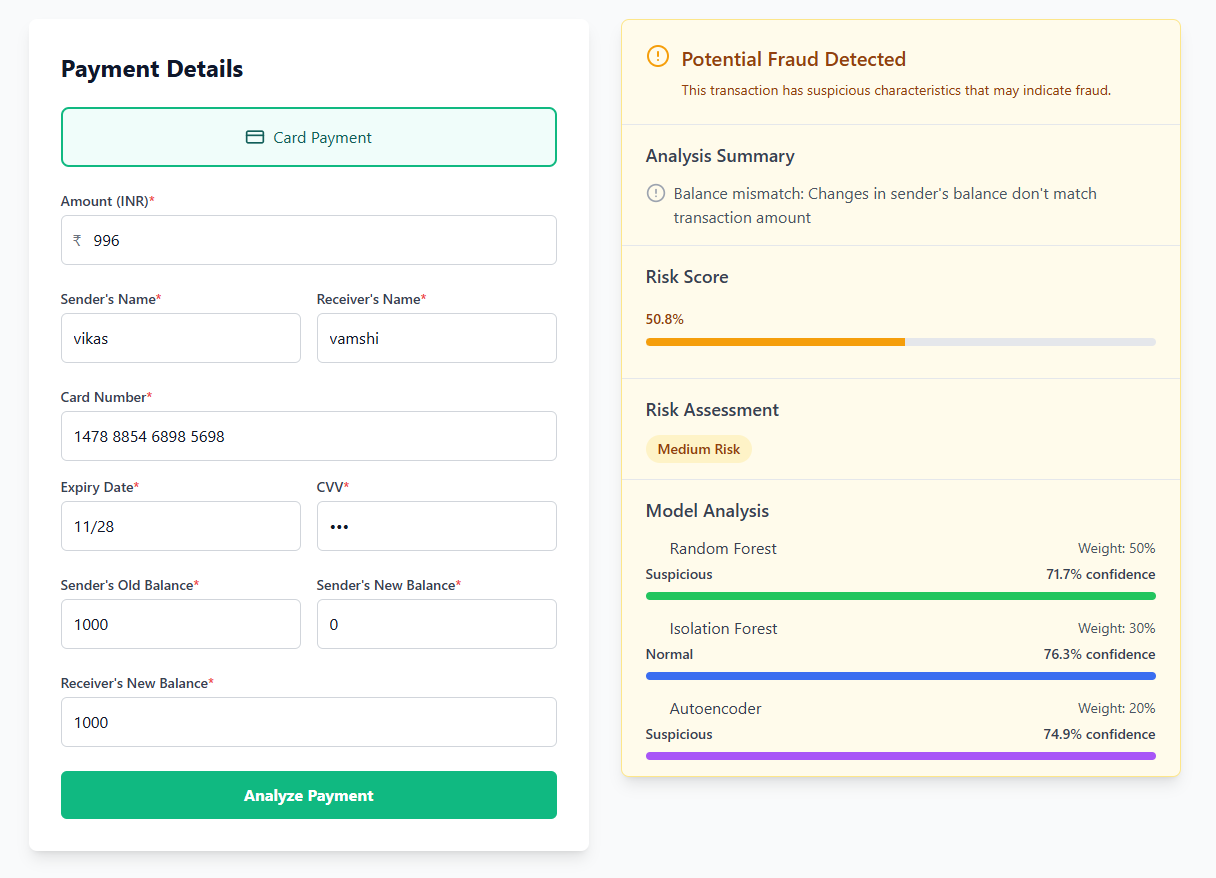 Payment Details
Card Payment
Amount (INR)*
₹ 996
Sender's Name* Receiver's Name*
vikas vamshi
Card Number*
1478 8854 6898 5698
Expiry Date* CVV*
11/28 •••
Sender's Old Balance* Sender's New Balance*
1000 0
Receiver's New Balance*
1000
Analyze Payment
Potential Fraud Detected
This transaction has suspicious characteristics that may indicate fraud.
Analysis Summary
Balance mismatch: Changes in sender's balance don't match
transaction amount
Risk Score
50.8%
Risk Assessment
Medium Risk
Model Analysis
Random Forest Weight: 50%
Suspicious 71.7% confidence
Isolation Forest Weight: 30%
Normal 76.3% confidence
Autoencoder Weight: 20%
Suspicious 74.9% confidence